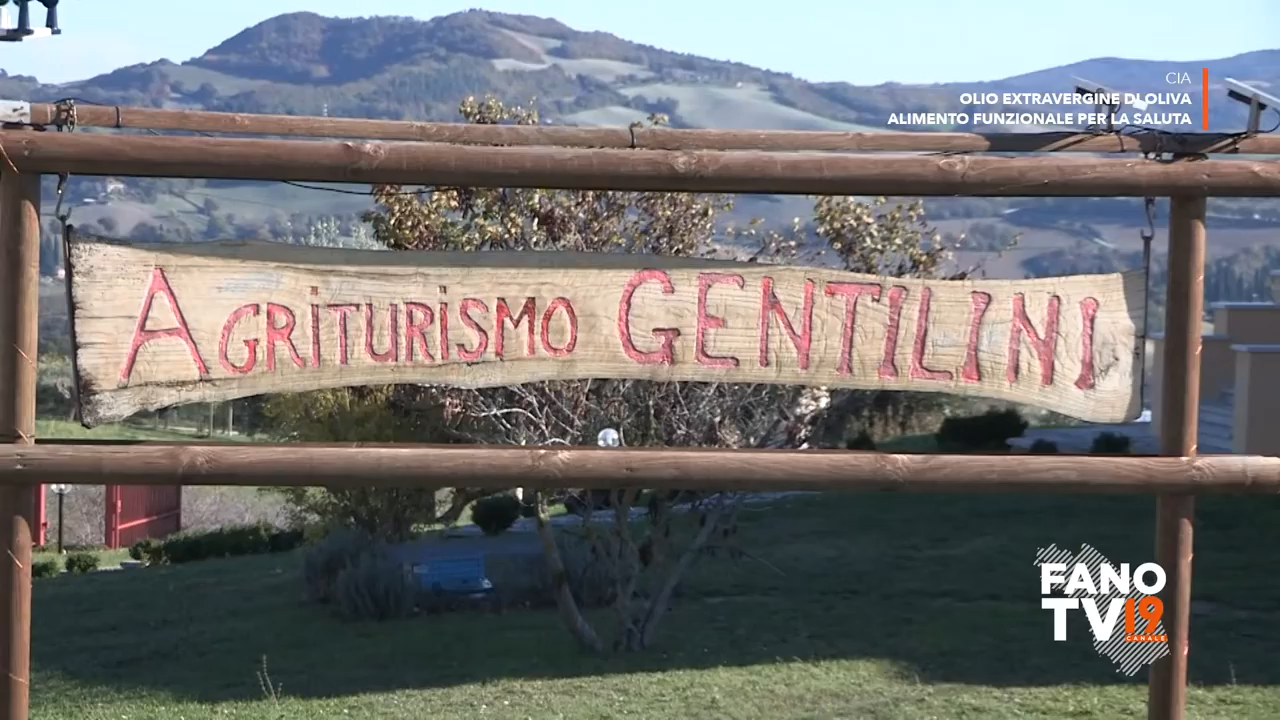 CIA
OLIO EXTRAVERGINE DI OLIVA
ALIMENTO FUNZIONALE PER LA SALUTA
AGRITURISMO GENTILINI
FANO
TV19
CANALE